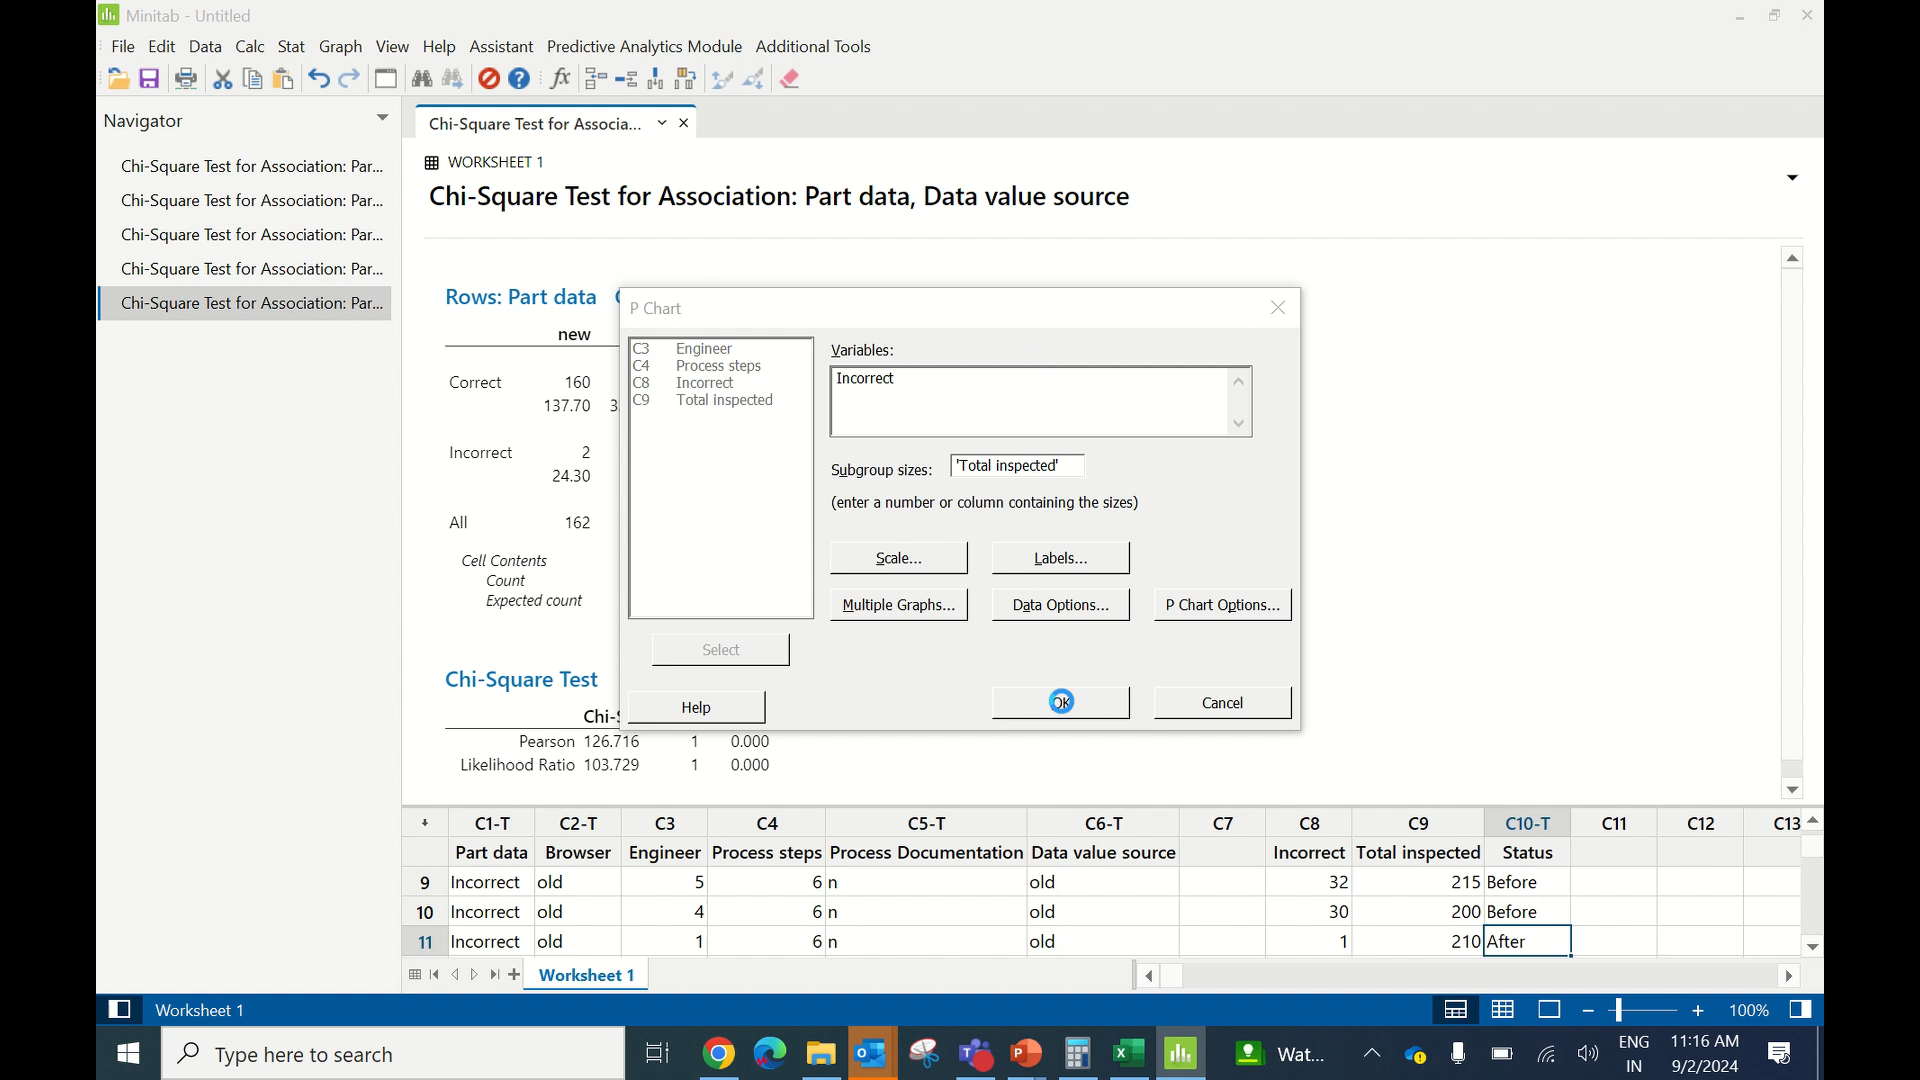 Minitab - Untitled
File Edit Data Calc Stat Graph View Help Assistant Predictive Analytics Module Additional Tools
Navigator
Chi-Square Test for Associa...
Chi-Square Test for Association: Par...
Chi-Square Test for Association: Par...
Chi-Square Test for Association: Par...
Chi-Square Test for Association: Par...
Chi-Square Test for Association: Par...
WORKSHEET 1
Chi-Square Test for Association: Part data, Data value source
Rows: Part data
new
Correct 160
137.70
Incorrect 2
24.30
All 162
Cell Contents
Count
Expected count
Chi-Square Test
Chi-S
Pearson 126.716 1 0.000
Likelihood Ratio 103.729 1 0.000
P Chart
C3 Engineer
C4 Process steps
C8 Incorrect
C9 Total inspected
Variables:
Incorrect
Subgroup sizes: 'Total inspected'
(enter a number or column containing the sizes)
Scale... Labels...
Multiple Graphs... Data Options... P Chart Options...
Select
Help OK Cancel
C1-T C2-T C3 C4 C5-T C6-T C7 C8 C9 C10-T C11 C12 C13
Part data Browser Engineer Process steps Process Documentation Data value source Incorrect Total inspected Status
9 Incorrect old 5 6 n old 32 215 Before
10 Incorrect old 4 6 n old 30 200 Before
11 Incorrect old 1 6 n old 1 210 After
Worksheet 1
Worksheet 1 100%
Type here to search Wat... ENG 11:16 AM
IN 9/2/2024